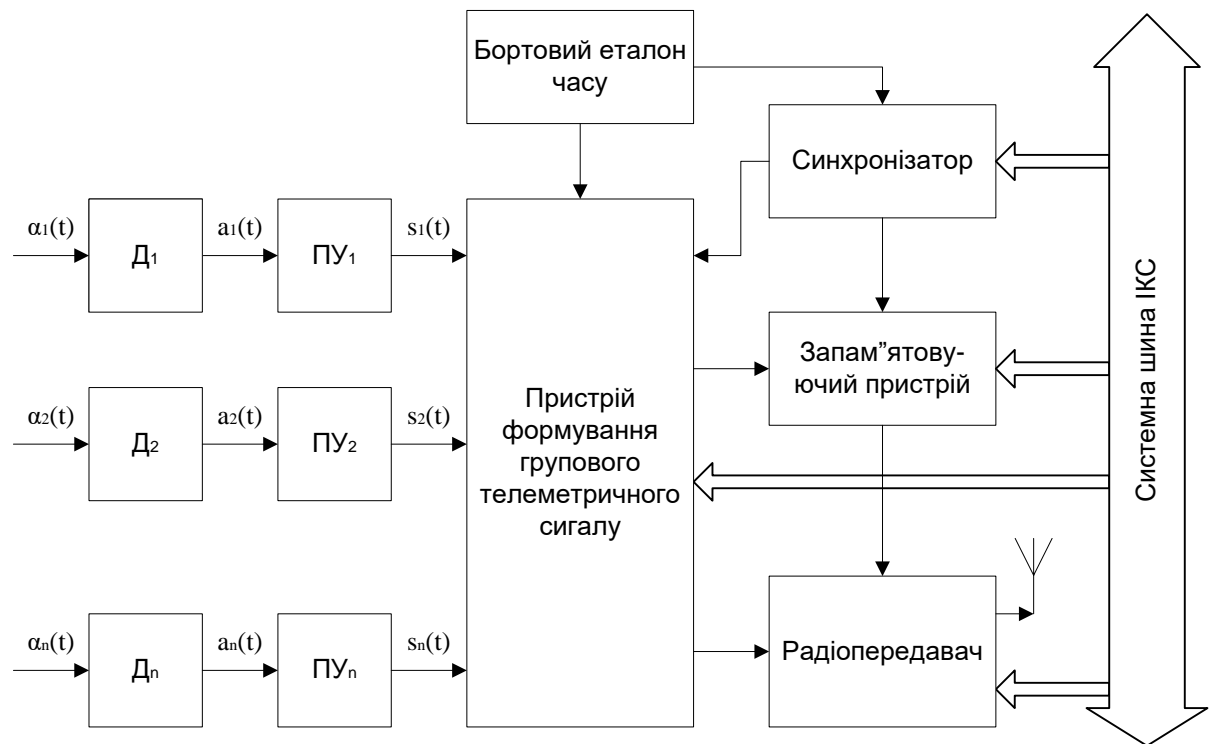 Бортовий еталон
часу
Синхронізатор
α1(t)
Д1
a1(t)
ПУ1
s1(t)
Запам”ятовую-
ючий пристрій
α2(t)
Д2
a2(t)
ПУ2
s2(t)
Пристрій
формування
групового
телеметричного
сигалу
αn(t)
Дn
an(t)
ПУn
sn(t)
Радіопередавач
Системна шина ІКС